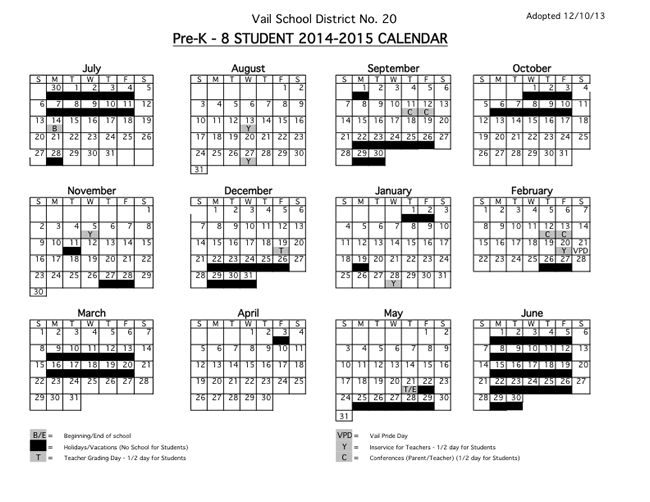 Vail School District No. 20
Adopted 12/10/13
Pre-K - 8 STUDENT 2014-2015 CALENDAR
July August September October
S M T W T F S S M T W T F S S M T W T F S S M T W T F S
30 1 2 3 4 5 1 2 1 2 3 4 5 6 1 2 3 4
6 7 8 9 10 11 12 3 4 5 6 7 8 9 7 8 9 10 11 12 13 5 6 7 8 9 10 11
C C
13 14 15 16 17 18 19 10 11 12 13 14 15 16 14 15 16 17 18 19 20 12 13 14 15 16 17 18
B Y
20 21 22 23 24 25 26 17 18 19 20 21 22 23 21 22 23 24 25 26 27 19 20 21 22 23 24 25
27 28 29 30 31 24 25 26 27 28 29 30 28 29 30 26 27 28 29 30 31
Y
31
November December January February
S M T W T F S S M T W T F S S M T W T F S S M T W T F S
1 1 2 3 4 5 6 1 2 3 1 2 3 4 5 6 7
2 3 4 5 6 7 8 7 8 9 10 11 12 13 4 5 6 7 8 9 10 8 9 10 11 12 13 14
Y C C
9 10 11 12 13 14 15 14 15 16 17 18 19 20 11 12 13 14 15 16 17 15 16 17 18 19 20 21
T Y VPD
16 17 18 19 20 21 22 21 22 23 24 25 26 27 18 19 20 21 22 23 24 22 23 24 25 26 27 28
23 24 25 26 27 28 29 28 29 30 31 25 26 27 28 29 30 31
Y
30
March April May June
S M T W T F S S M T W T F S S M T W T F S S M T W T F S
1 2 3 4 5 6 7 1 2 3 4 1 2 1 2 3 4 5 6
8 9 10 11 12 13 14 5 6 7 8 9 10 11 3 4 5 6 7 8 9 7 8 9 10 11 12 13
15 16 17 18 19 20 21 12 13 14 15 16 17 18 10 11 12 13 14 15 16 14 15 16 17 18 19 20
22 23 24 25 26 27 28 19 20 21 22 23 24 25 17 18 19 20 21 22 23 21 22 23 24 25 26 27
T/E
29 30 31 26 27 28 29 30 24 25 26 27 28 29 30 28 29 30
31
B/E = Beginning/End of school
= Holidays/Vacations (No School for Students)
T = Teacher Grading Day - 1/2 day for Students
VPD = Vail Pride Day
Y = Inservice for Teachers - 1/2 day for Students
C = Conferences (Parent/Teacher) (1/2 day for Students)